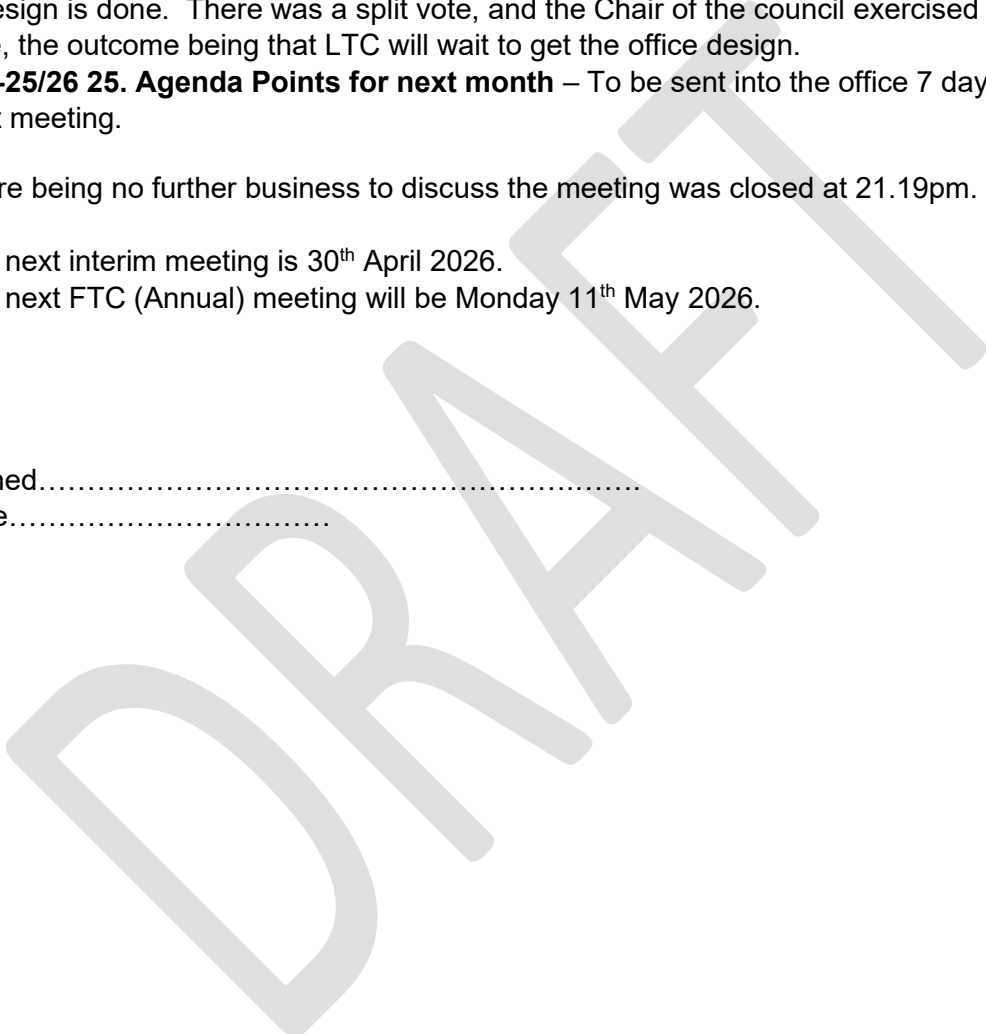 esign is done.  There was a split vote, and the Chair of the council exercised
, the outcome being that LTC will wait to get the office design.
-25/26 25. Agenda Points for next month – To be sent into the office 7 day
meeting.
re being no further business to discuss the meeting was closed at 21.19pm.
next interim meeting is 30th April 2026.
next FTC (Annual) meeting will be Monday 11th May 2026.
ned……………………………………………….……..
e……………………………
DRAFT